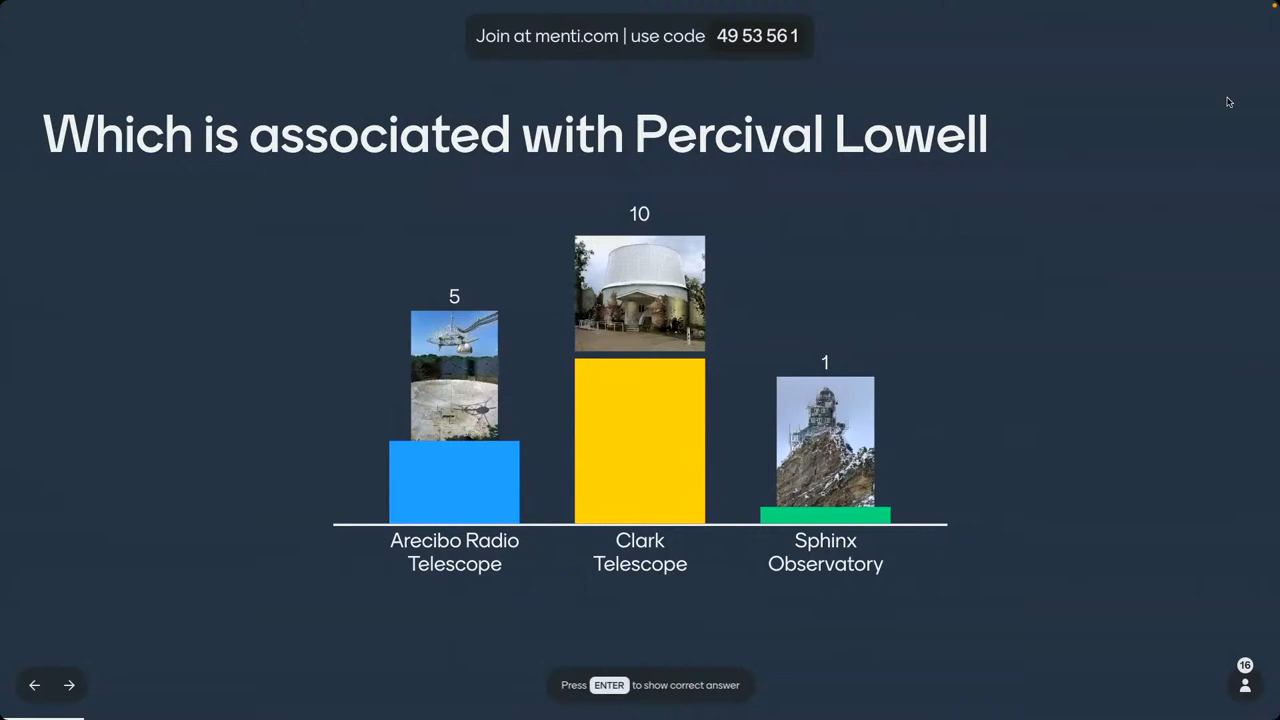 Join at menti.com | use code 49 53 56 1
Which is associated with Percival Lowell
10
5
1
Arecibo Radio
Telescope
Clark
Telescope
Sphinx
Observatory
Press ENTER to show correct answer
16